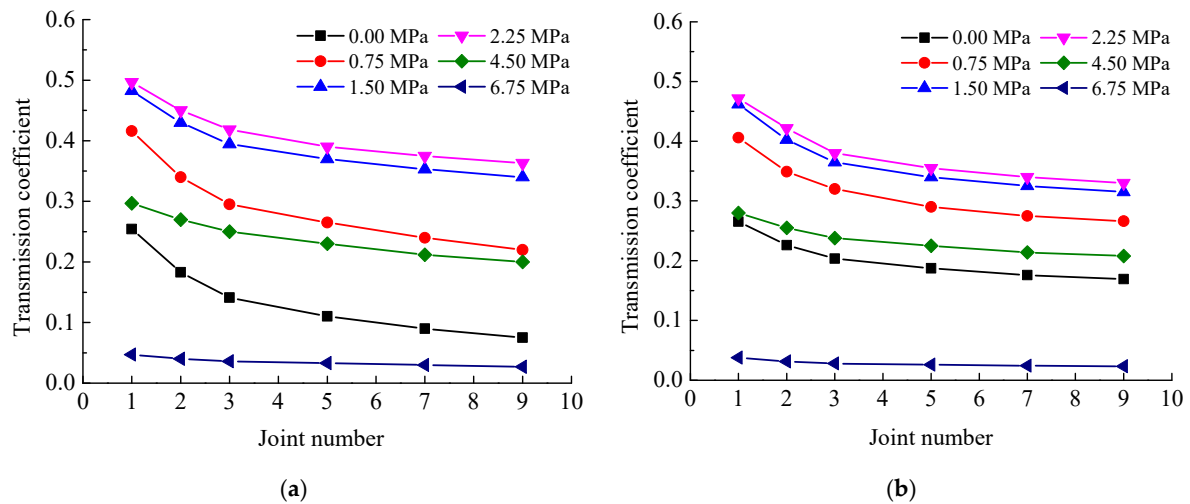 0.6
0.5
0.4
0.3
0.2
0.1
0.0
Transmission coefficient
0.00 MPa 2.25 MPa
0.75 MPa 4.50 MPa
1.50 MPa 6.75 MPa
0 1 2 3 4 5 6 7 8 9 10
Joint number
(a)
0.6
0.5
0.4
0.3
0.2
0.1
0.0
Transmission coefficient
0.00 MPa 2.25 MPa
0.75 MPa 4.50 MPa
1.50 MPa 6.75 MPa
0 1 2 3 4 5 6 7 8 9 10
Joint number
(b)